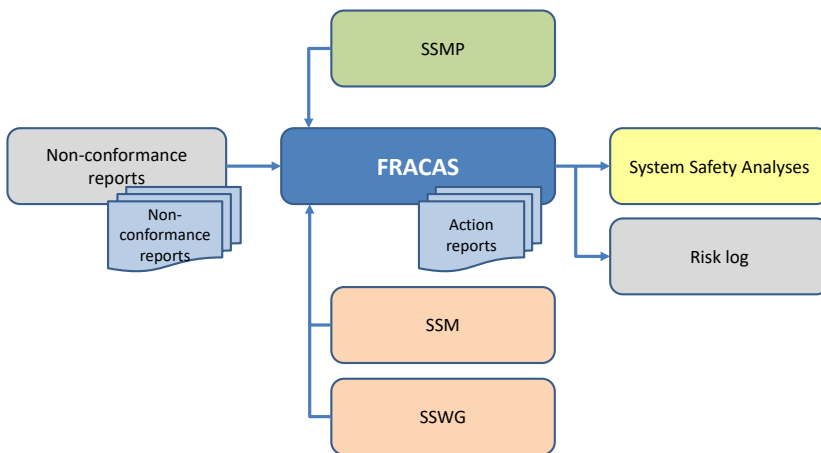 SSMP
Non-conformance
reports
FRACAS
System Safety Analyses
Non-
conformance
reports
Action
reports
Risk log
SSM
SSWG